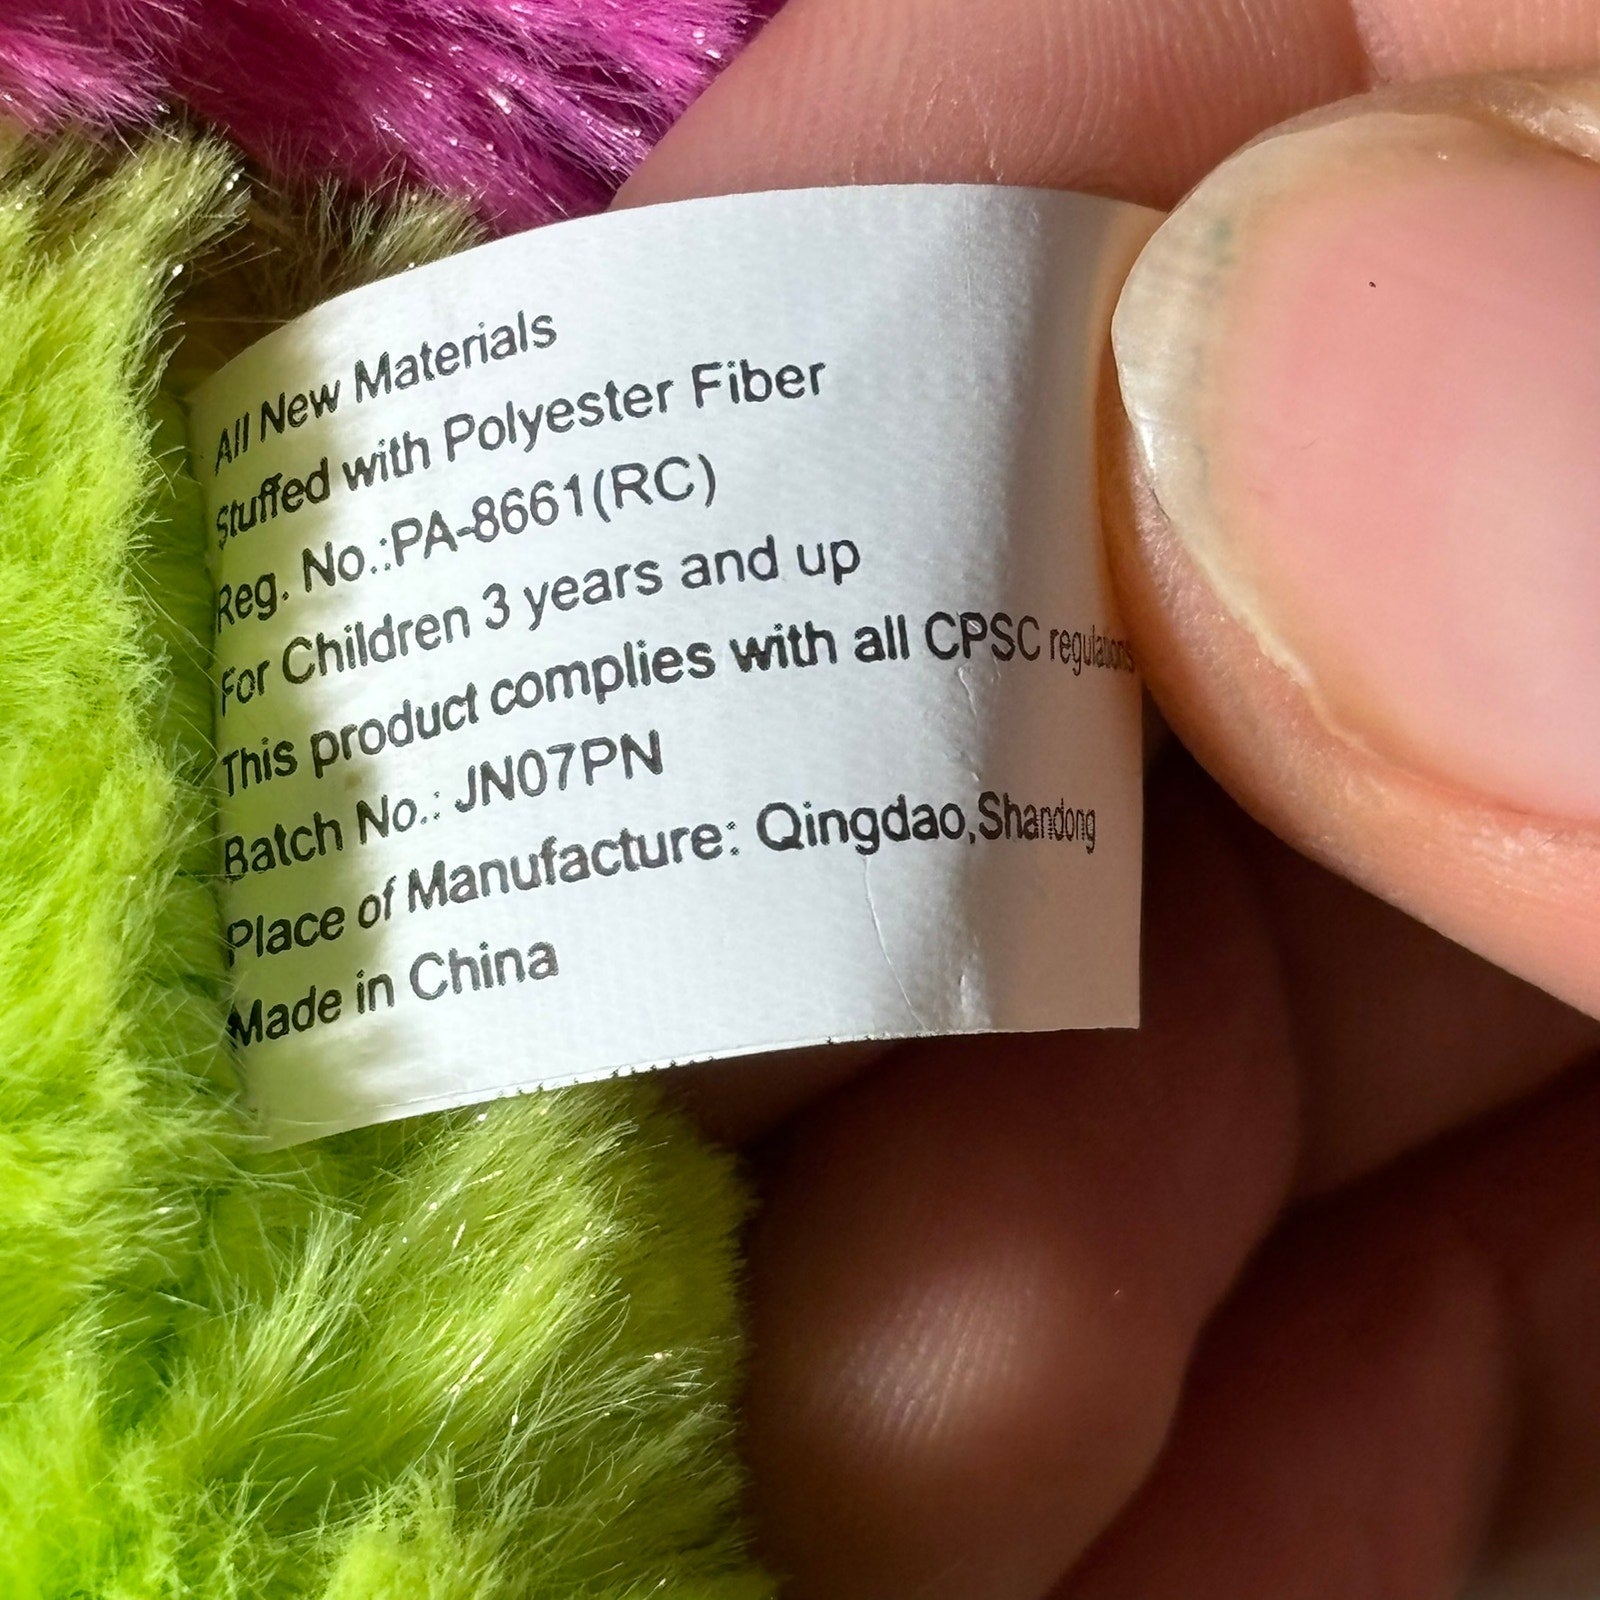 All New Materials
Stuffed with Polyester Fiber
Reg. No.:PA-8661(RC)
For Children 3 years and up
This product complies with all CPSC regulations
Batch No.: JN07PN
Place of Manufacture: Qingdao,Shandong
Made in China